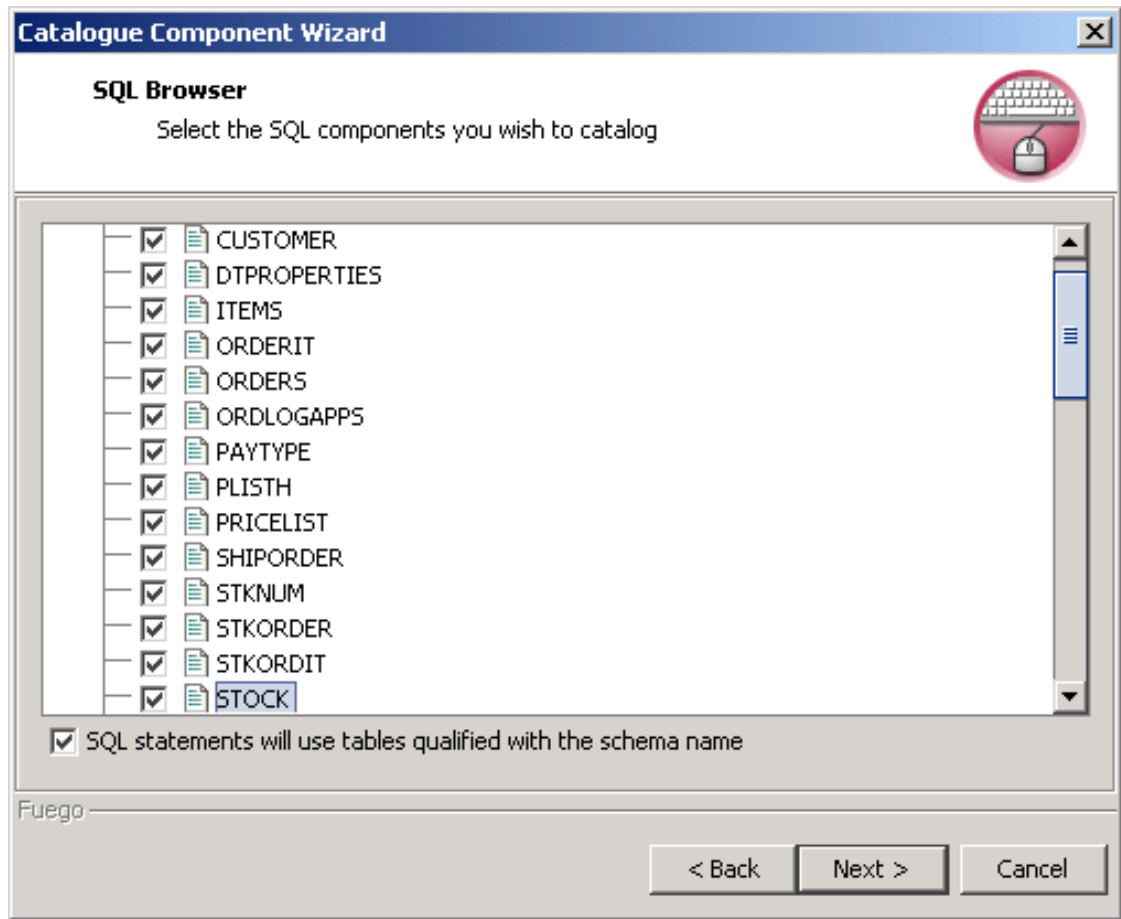 Catalogue Component Wizard
SQL Browser
Select the SQL components you wish to catalog
CUSTOMER
DTPROPERTIES
ITEMS
ORDERIT
ORDERS
ORDLOGAPPS
PAYTYPE
PLISTH
PRICELIST
SHIPORDER
STKNUM
STKORDER
STKORDIT
STOCK
SQL statements will use tables qualified with the schema name
Fuego
< Back Next > Cancel